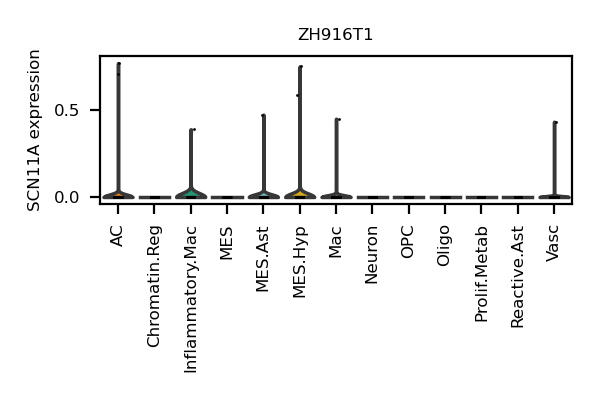 ZH916T1
SCN11A expression
0.5
0.0
AC
Chromatin.Reg
Inflammatory.Mac
MES
MES.Ast
MES.Hyp
Mac
Neuron
OPC
Oligo
Prolif.Metab
Reactive.Ast
Vasc